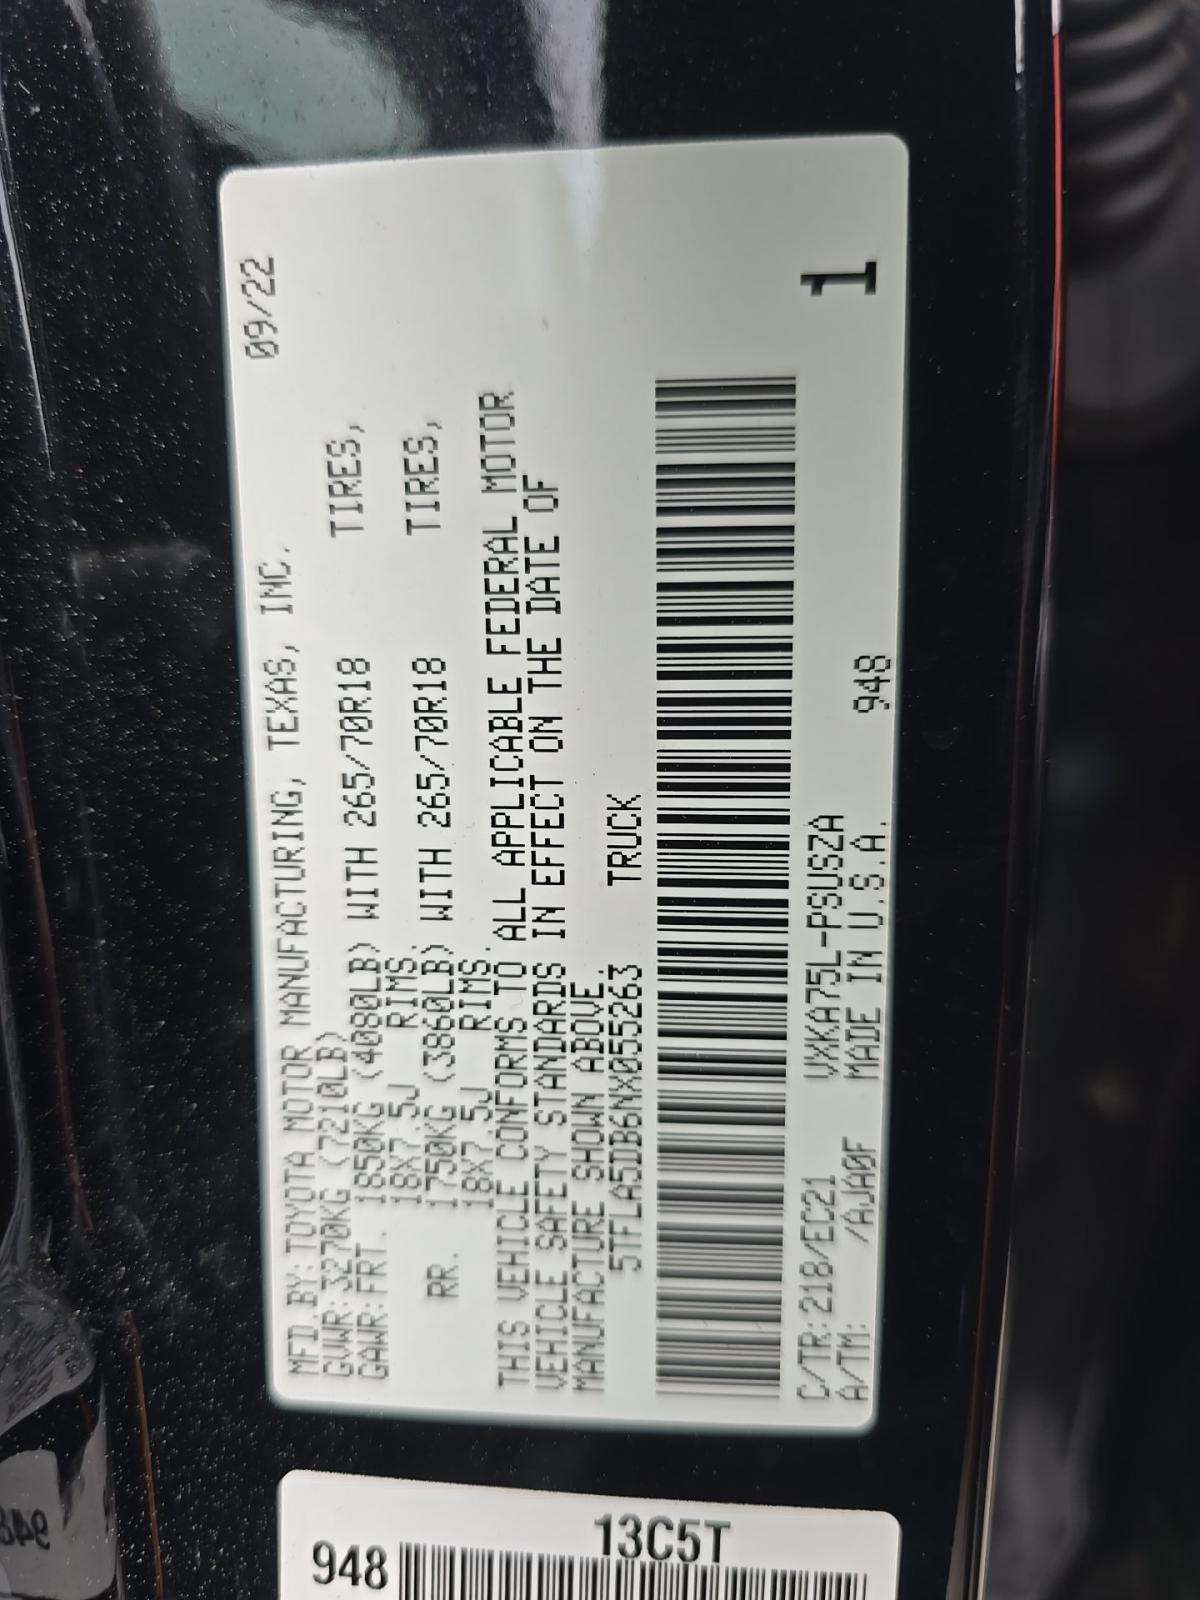 MFD.BY:TOYOTA MOTOR MANUFACTURING, TEXAS, INC. 09/22
GVWR:3270KG (7210LB)
GAWR:FRT. 1850KG (4080LB) WITH 265/70R18 TIRES,
18X7.5J RIMS.
RR. 1750KG (3860LB) WITH 265/70R18 TIRES,
18X7.5J RIMS.
THIS VEHICLE CONFORMS TO ALL APPLICABLE FEDERAL MOTOR
VEHICLE SAFETY STANDARDS IN EFFECT ON THE DATE OF
MANUFACTURE SHOWN ABOVE.
5TFLA5DB6NX055263 TRUCK
C/TR:218/EC21 VXKA75L-PSUSZA 1
A/TM: /AJA0F MADE IN U.S.A. 948
13C5T
948
948